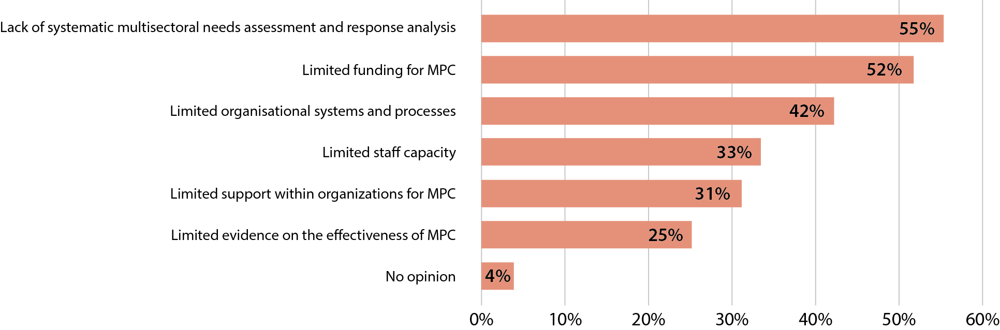 Lack of systematic multisectoral needs assessment and response analysis 55%
Limited funding for MPC 52%
Limited organisational systems and processes 42%
Limited staff capacity 33%
Limited support within organizations for MPC 31%
Limited evidence on the effectiveness of MPC 25%
No opinion 4%
0% 10% 20% 30% 40% 50% 60%